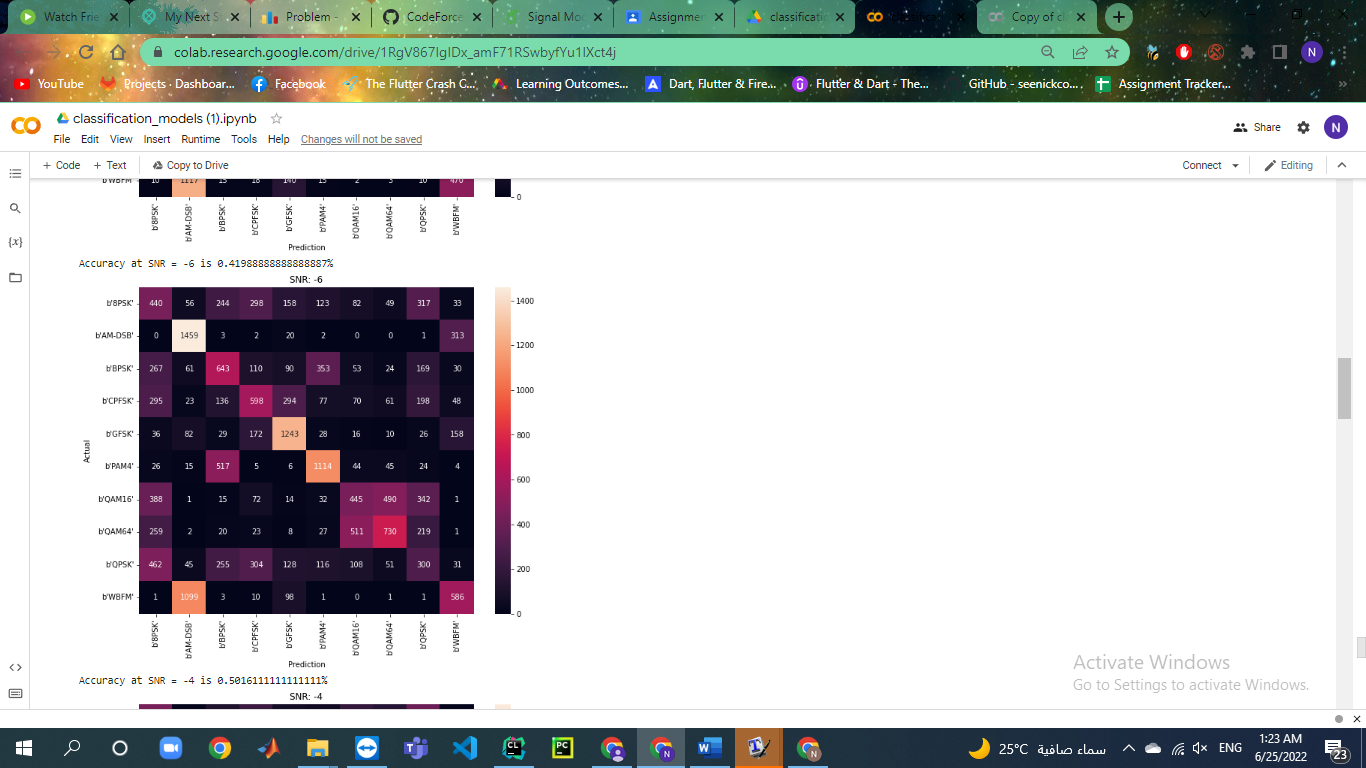 Watch Frie
My Next S
Problem -
CodeForce
Signal Mo
Assignmen
classificatic
Copy of cl
colab.research.google.com/drive/1RgV867IgIDx_amF71RSwbyfYu1IXct4j
N
YouTube
Projects · Dashboar...
Facebook
The Flutter Crash C...
Learning Outcomes...
Dart, Flutter & Fire...
Flutter & Dart - The...
GitHub - seenickco...
Assignment Tracker...
»
CO
classification_models (1).ipynb
Share
N
File Edit View Insert Runtime Tools Help Changes will not be saved
+ Code + Text Copy to Drive
Connect
Editing
b'WBFM' 10 1117 15 18 140 13 2 3 10 470
0
b'8PSK' b'AM-DSB' b'BPSK' b'CPFSK' b'GFSK' b'PAM4' b'QAM16' b'QAM64' b'QPSK' b'WBFM'
Prediction
Accuracy at SNR = -6 is 0.41988888888888887%
SNR: -6
b'8PSK' 440 56 244 298 158 123 82 49 317 33
b'AM-DSB' 0 1459 3 2 20 2 0 0 1 313
b'BPSK' 267 61 643 110 90 353 53 24 169 30
b'CPFSK' 295 23 136 598 294 77 70 61 198 48
b'GFSK' 36 82 29 172 1243 28 16 10 26 158
b'PAM4' 26 15 517 5 6 1114 44 45 24 4
b'QAM16' 388 1 15 72 14 32 445 490 342 1
b'QAM64' 259 2 20 23 8 27 511 730 219 1
b'QPSK' 462 45 255 304 128 116 108 51 300 31
b'WBFM' 1 1099 3 10 98 1 0 1 1 586
Actual
1400
1200
1000
800
600
400
200
0
b'8PSK' b'AM-DSB' b'BPSK' b'CPFSK' b'GFSK' b'PAM4' b'QAM16' b'QAM64' b'QPSK' b'WBFM'
Prediction
Accuracy at SNR = -4 is 0.5016111111111111%
SNR: -4
Activate Windows
Go to Settings to activate Windows.
25°C سماء صافية
ENG
1:23 AM
6/25/2022
23